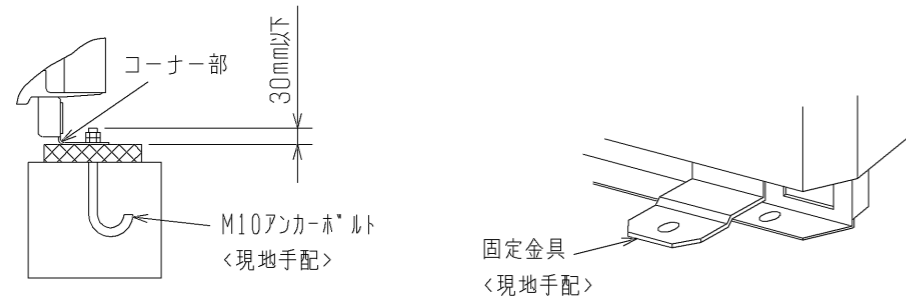 コーナー部
30mm以下
M10アンカーボルト
<現地手配>
固定金具
<現地手配>